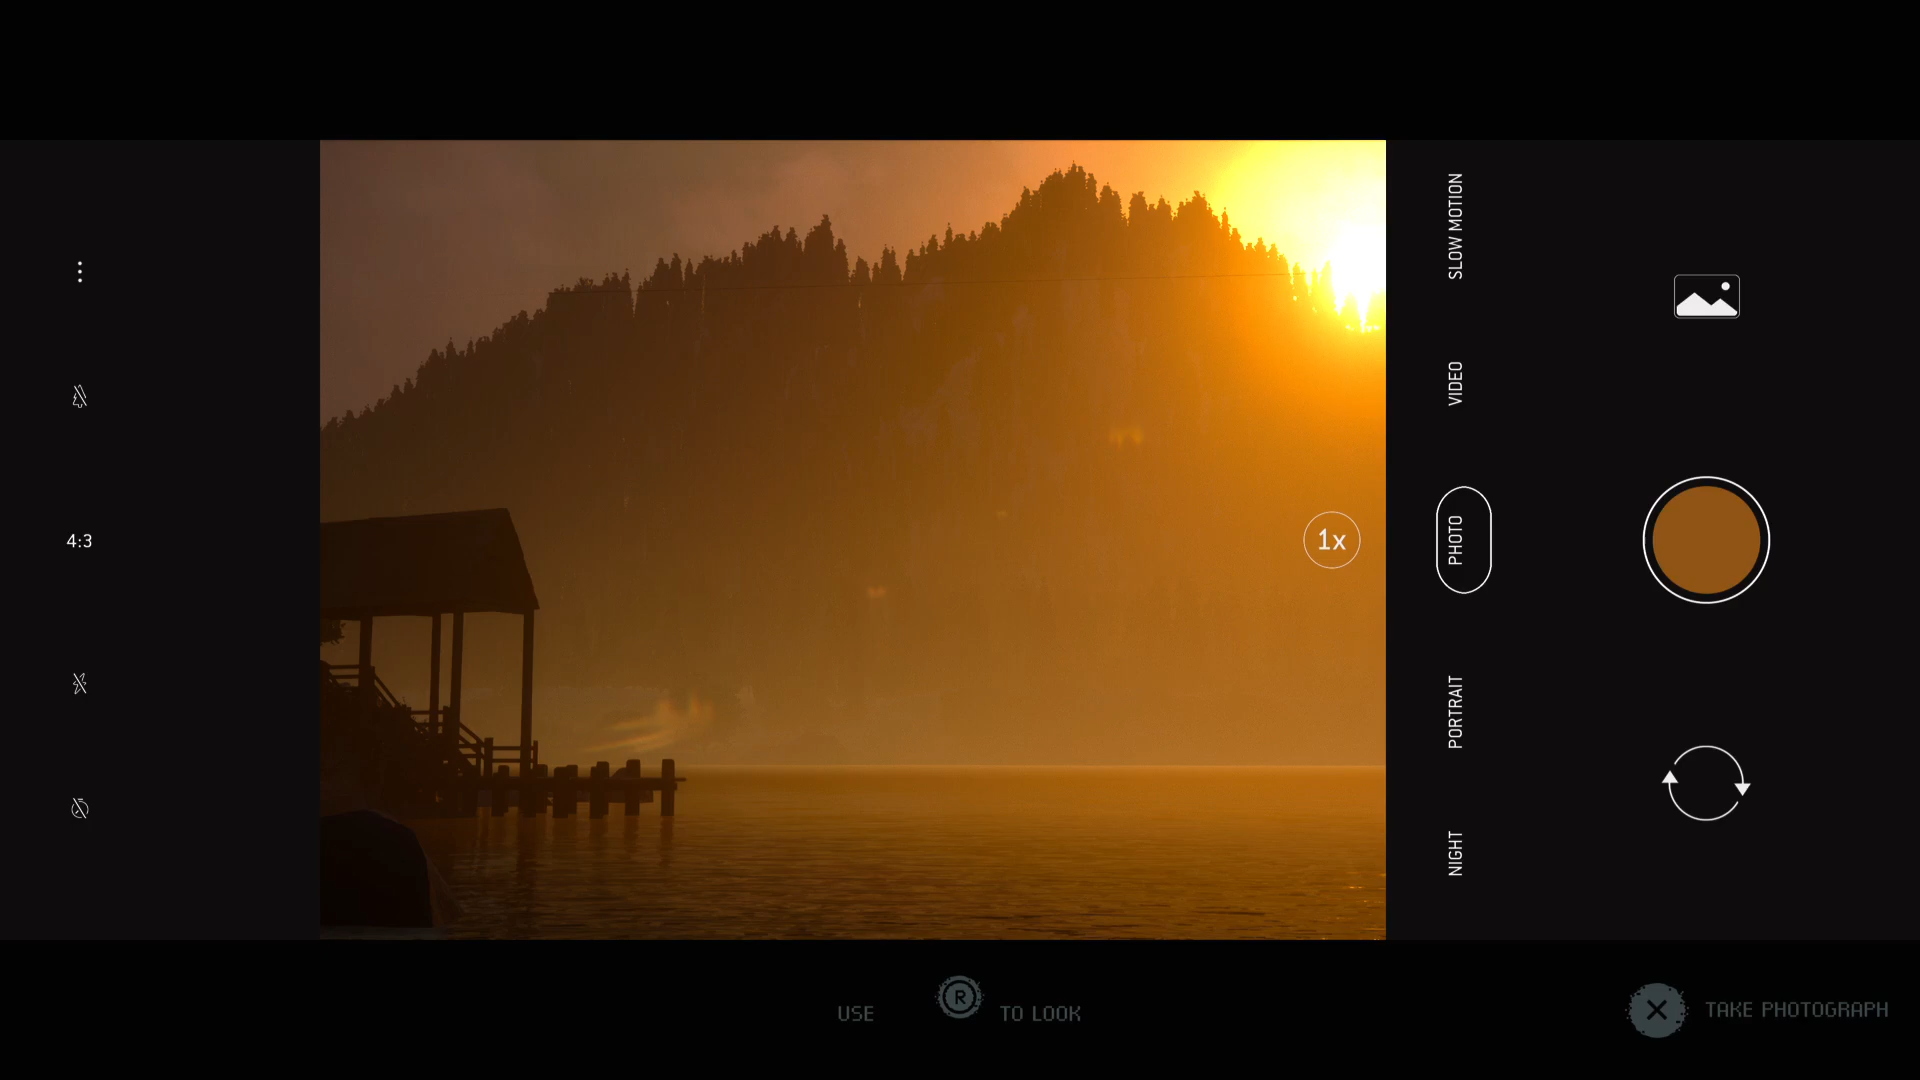 4:3
1x
SLOW MOTION
VIDEO
PHOTO
PORTRAIT
NIGHT
USE R TO LOOK
TAKE PHOTOGRAPH